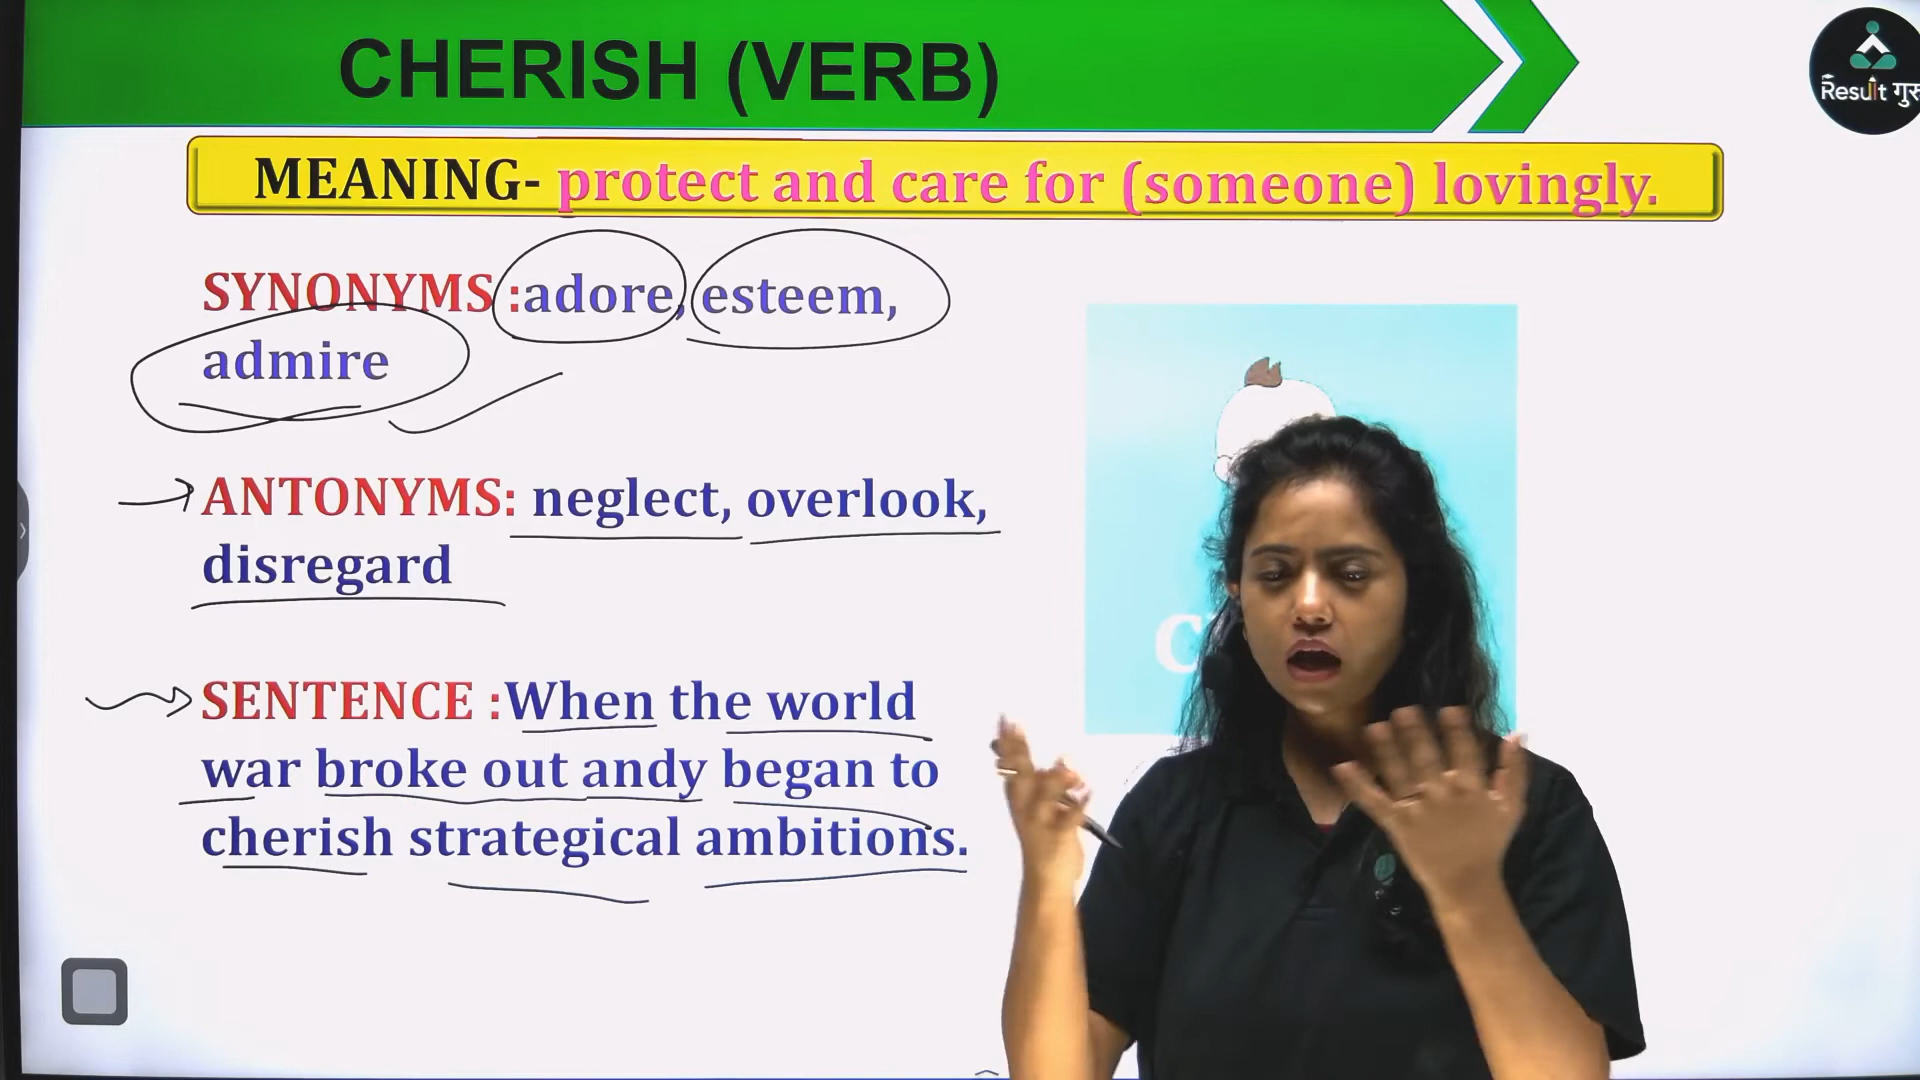 CHERISH (VERB)
Result गुरु
MEANING- protect and care for (someone) lovingly.
SYNONYMS :adore, esteem,
admire
ANTONYMS: neglect, overlook,
disregard
SENTENCE :When the world
war broke out andy began to
cherish strategical ambitions.